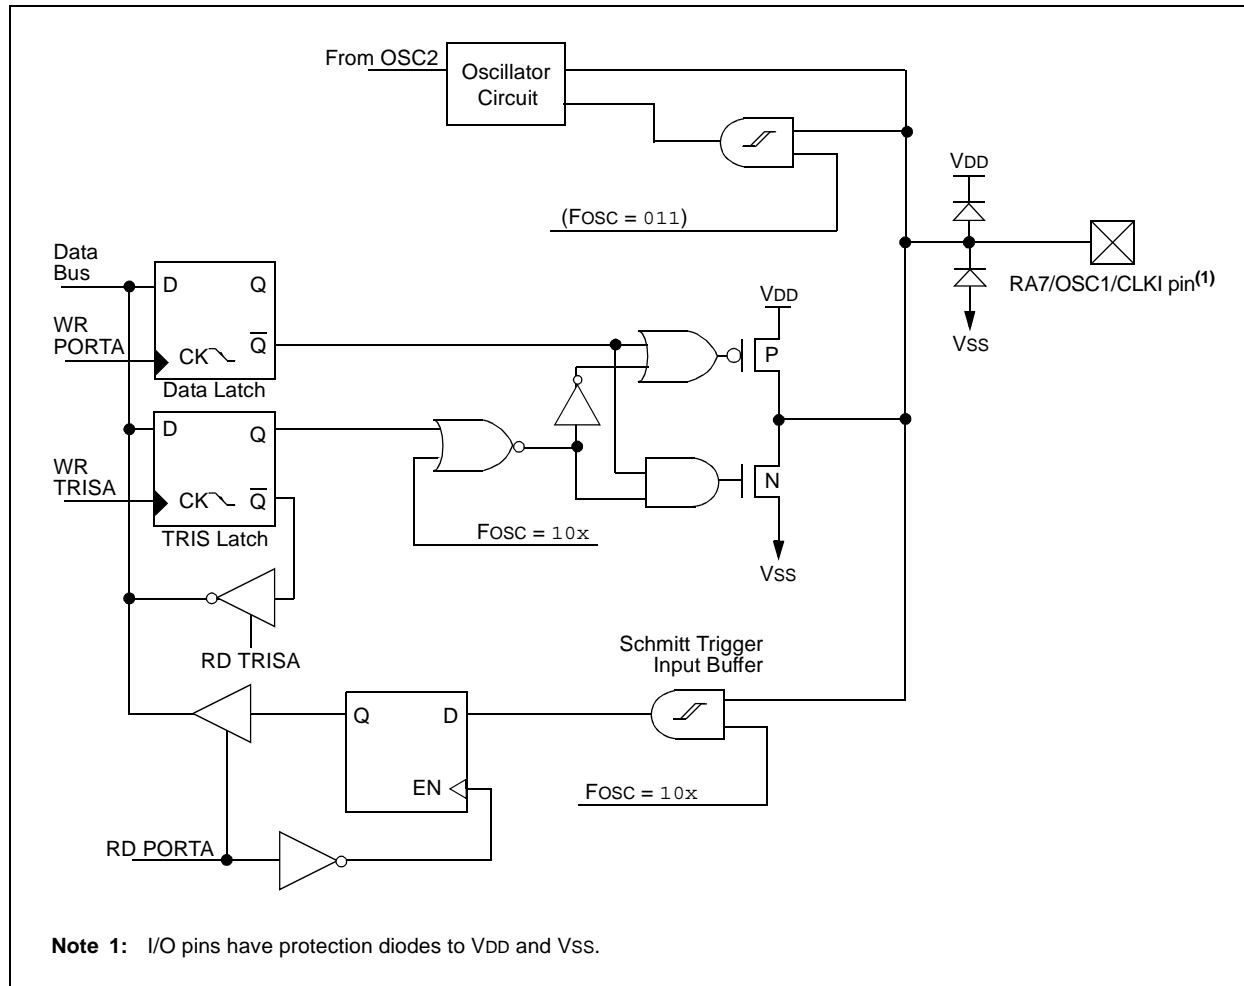 From OSC2
Oscillator
Circuit
(FOSC = 011)
VDD
RA7/OSC1/CLKI pin(1)
VSS
Data
Bus
D
Q
WR
PORTA
CK
Q
Data Latch
VDD
P
D
Q
WR
TRISA
CK
Q
TRIS Latch
N
FOSC = 10x
VSS
RD TRISA
Schmitt Trigger
Input Buffer
Q
D
EN
FOSC = 10x
RD PORTA
Note 1: I/O pins have protection diodes to VDD and VSS.